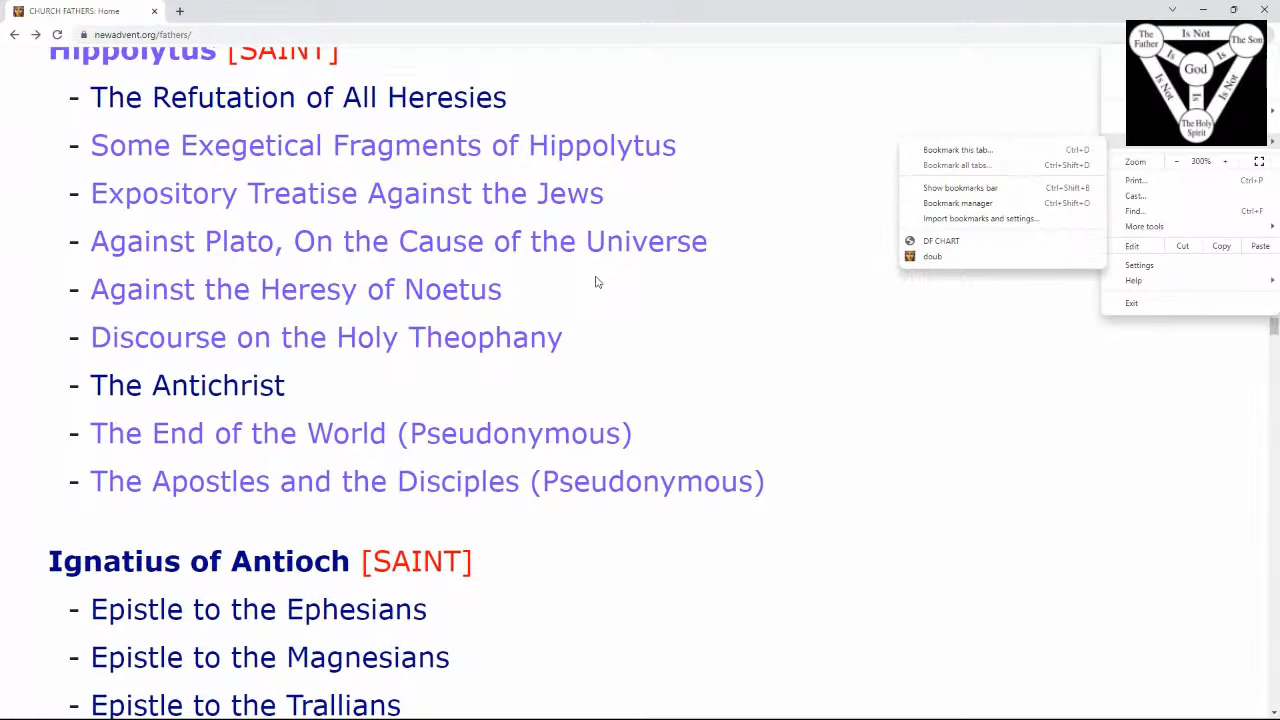 CHURCH FATHERS: Home
newadvent.org/fathers/
Hippolytus [SAINT]
- The Refutation of All Heresies
- Some Exegetical Fragments of Hippolytus
- Expository Treatise Against the Jews
- Against Plato, On the Cause of the Universe
- Against the Heresy of Noetus
- Discourse on the Holy Theophany
- The Antichrist
- The End of the World (Pseudonymous)
- The Apostles and the Disciples (Pseudonymous)
Ignatius of Antioch [SAINT]
- Epistle to the Ephesians
- Epistle to the Magnesians
- Epistle to the Trallians
Bookmark this tab... Ctrl+D
Bookmark all tabs... Ctrl+Shift+D
Show bookmarks bar Ctrl+Shift+B
Bookmark manager Ctrl+Shift+O
Import bookmarks and settings...
DF CHART
doub
The Father Is Not The Son
Is Is
God
Is Not Is Is Not
The Holy Spirit
Zoom - 300% +
Print... Ctrl+P
Cast...
Find... Ctrl+F
More tools
Edit Cut Copy Paste
Settings
Help
Exit